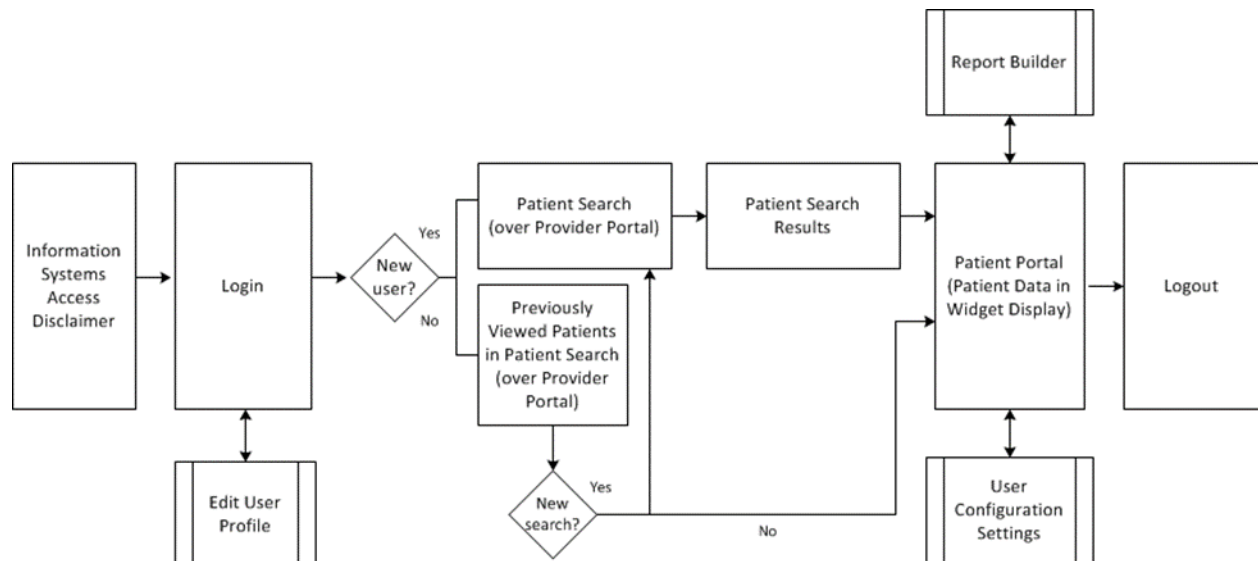 Report Builder
Information
Systems
Access
Disclaimer
Login
New
user?
Yes
No
Patient Search
(over Provider Portal)
Patient Search
Results
Previously
Viewed Patients
in Patient Search
(over Provider
Portal)
Patient Portal
(Patient Data in
Widget Display)
Logout
Edit User
Profile
New
search?
Yes
No
User
Configuration
Settings